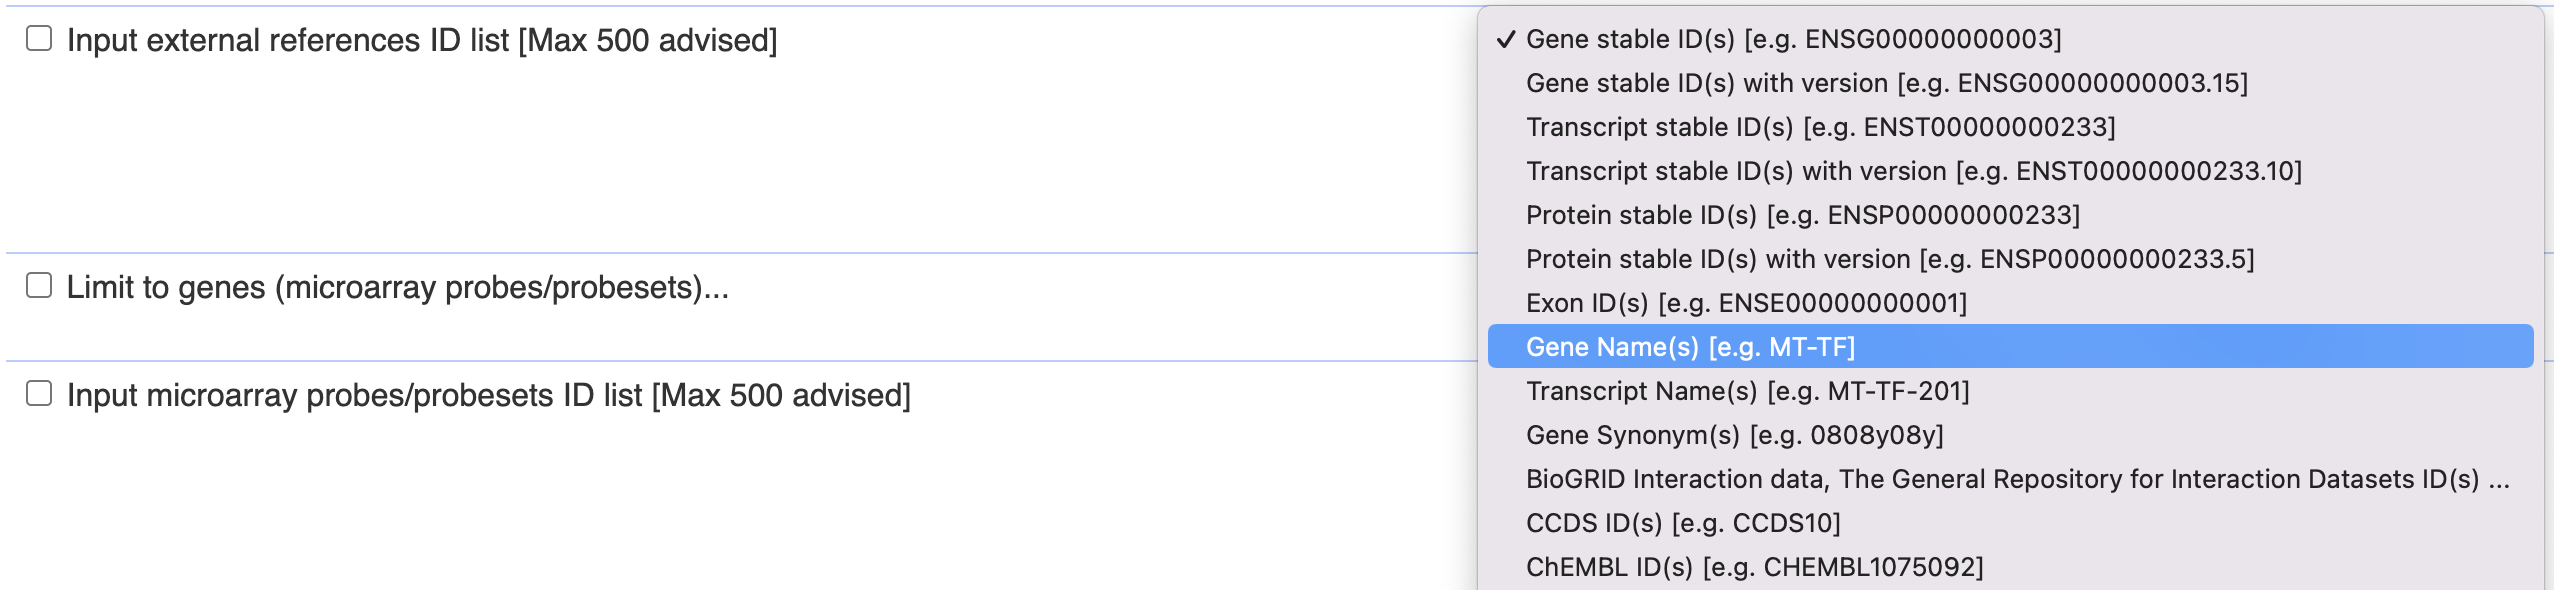 Input external references ID list [Max 500 advised]
Limit to genes (microarray probes/probesets)...
Input microarray probes/probesets ID list [Max 500 advised]
✓ Gene stable ID(s) [e.g. ENSG00000000003]
Gene stable ID(s) with version [e.g. ENSG00000000003.15]
Transcript stable ID(s) [e.g. ENST00000000233]
Transcript stable ID(s) with version [e.g. ENST00000000233.10]
Protein stable ID(s) [e.g. ENSP00000000233]
Protein stable ID(s) with version [e.g. ENSP00000000233.5]
Exon ID(s) [e.g. ENSE00000000001]
Gene Name(s) [e.g. MT-TF]
Transcript Name(s) [e.g. MT-TF-201]
Gene Synonym(s) [e.g. 0808y08y]
BioGRID Interaction data, The General Repository for Interaction Datasets ID(s) ...
CCDS ID(s) [e.g. CCDS10]
ChEMBL ID(s) [e.g. CHEMBL1075092]